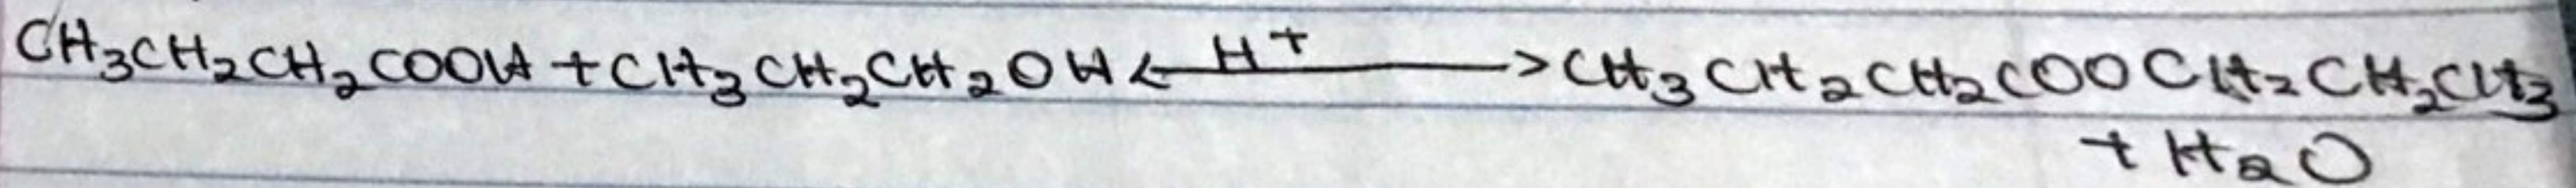 CH₃CH₂CH₂COOH + CH₃CH₂CH₂OH <—H⁺—> CH₃CH₂CH₂COOCH₂CH₂CH₃
+ H₂O